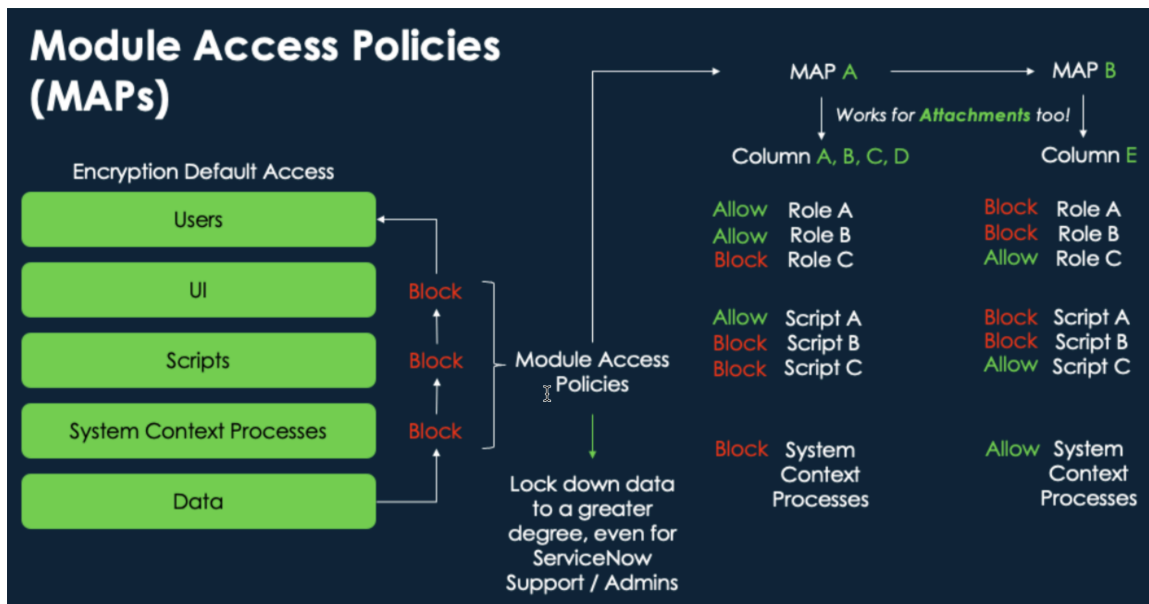 Module Access Policies
(MAPs)
Encryption Default Access
Users
UI
Scripts
System Context Processes
Data
Block
Block
Block
Module Access
Policies
Lock down data
to a greater
degree, even for
ServiceNow
Support / Admins
MAP A
MAP B
Works for Attachments too!
Column A, B, C, D
Allow Role A
Allow Role B
Block Role C
Allow Script A
Block Script B
Block Script C
Block System
Context
Processes
Column E
Block Role A
Block Role B
Allow Role C
Block Script A
Block Script B
Allow Script C
Allow System
Context
Processes